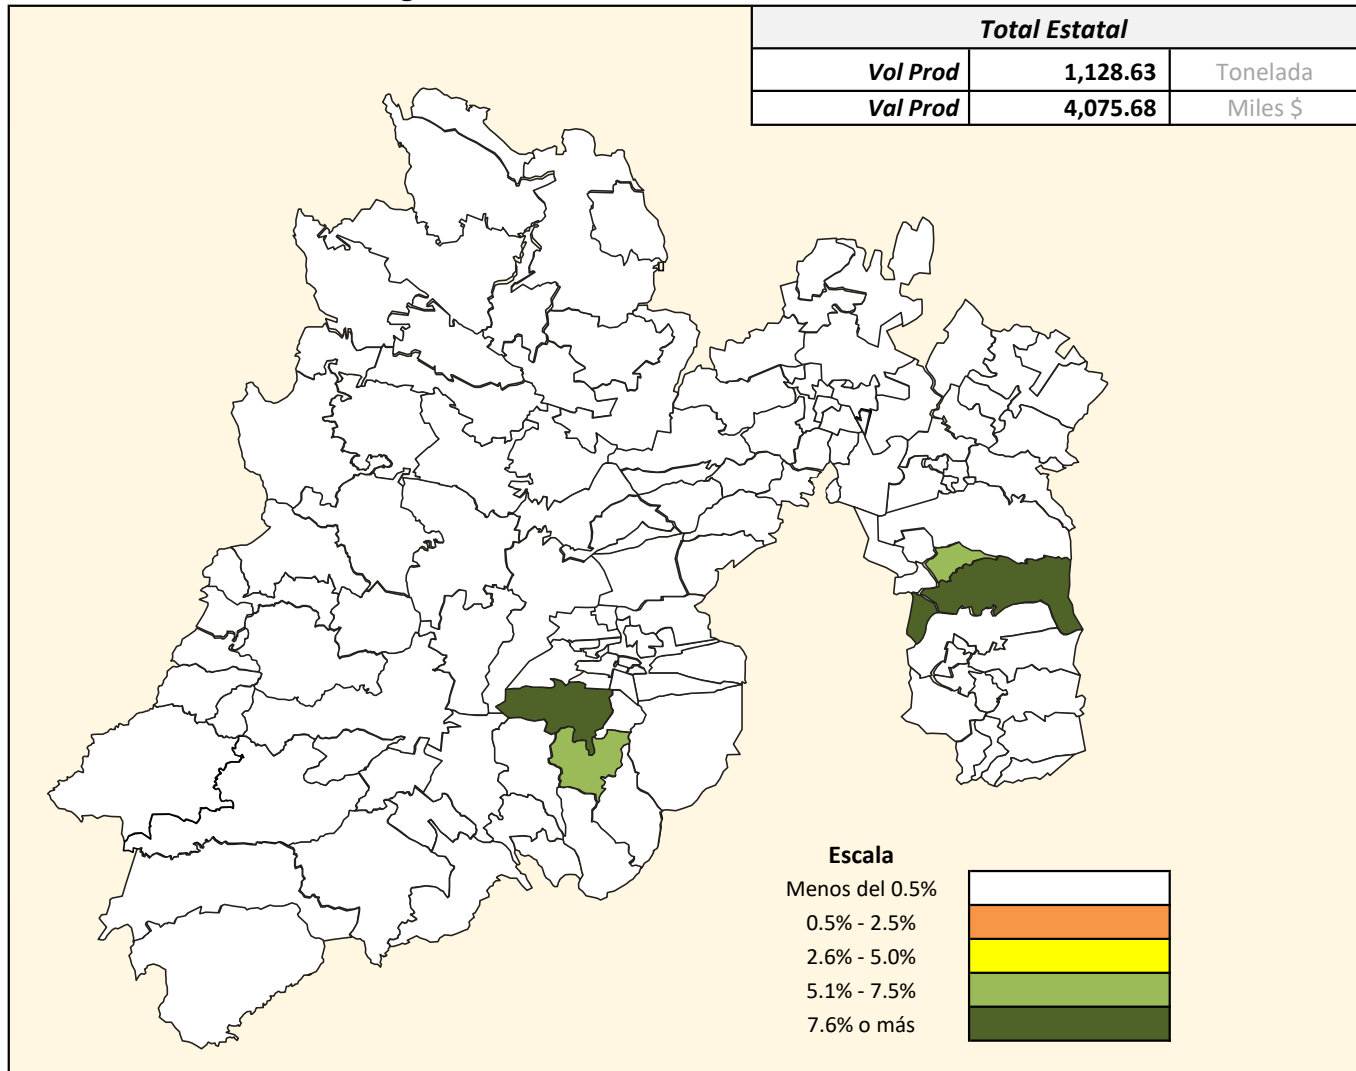 Total Estatal
Vol Prod 1,128.63 Tonelada
Val Prod 4,075.68 Miles $
Escala
Menos del 0.5%
0.5% - 2.5%
2.6% - 5.0%
5.1% - 7.5%
7.6% o más